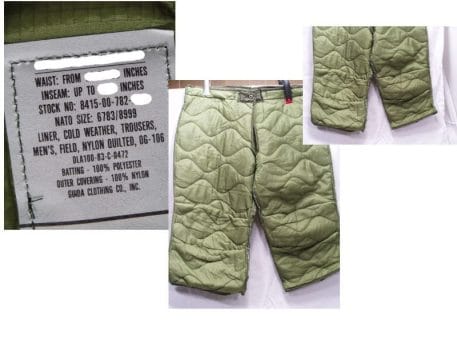 WAIST: FROM INCHES
INSEAM: UP TO INCHES
STOCK NO: 8415-00-782-
NATO SIZE: 6783/8999
LINER, COLD WEATHER, TROUSERS,
MEN'S, FIELD, NYLON QUILTED, OG-106
DLA100-83-C-0472
BATTING - 100% POLYESTER
OUTER COVERING - 100% NYLON
GUIDA CLOTHING CO., INC.